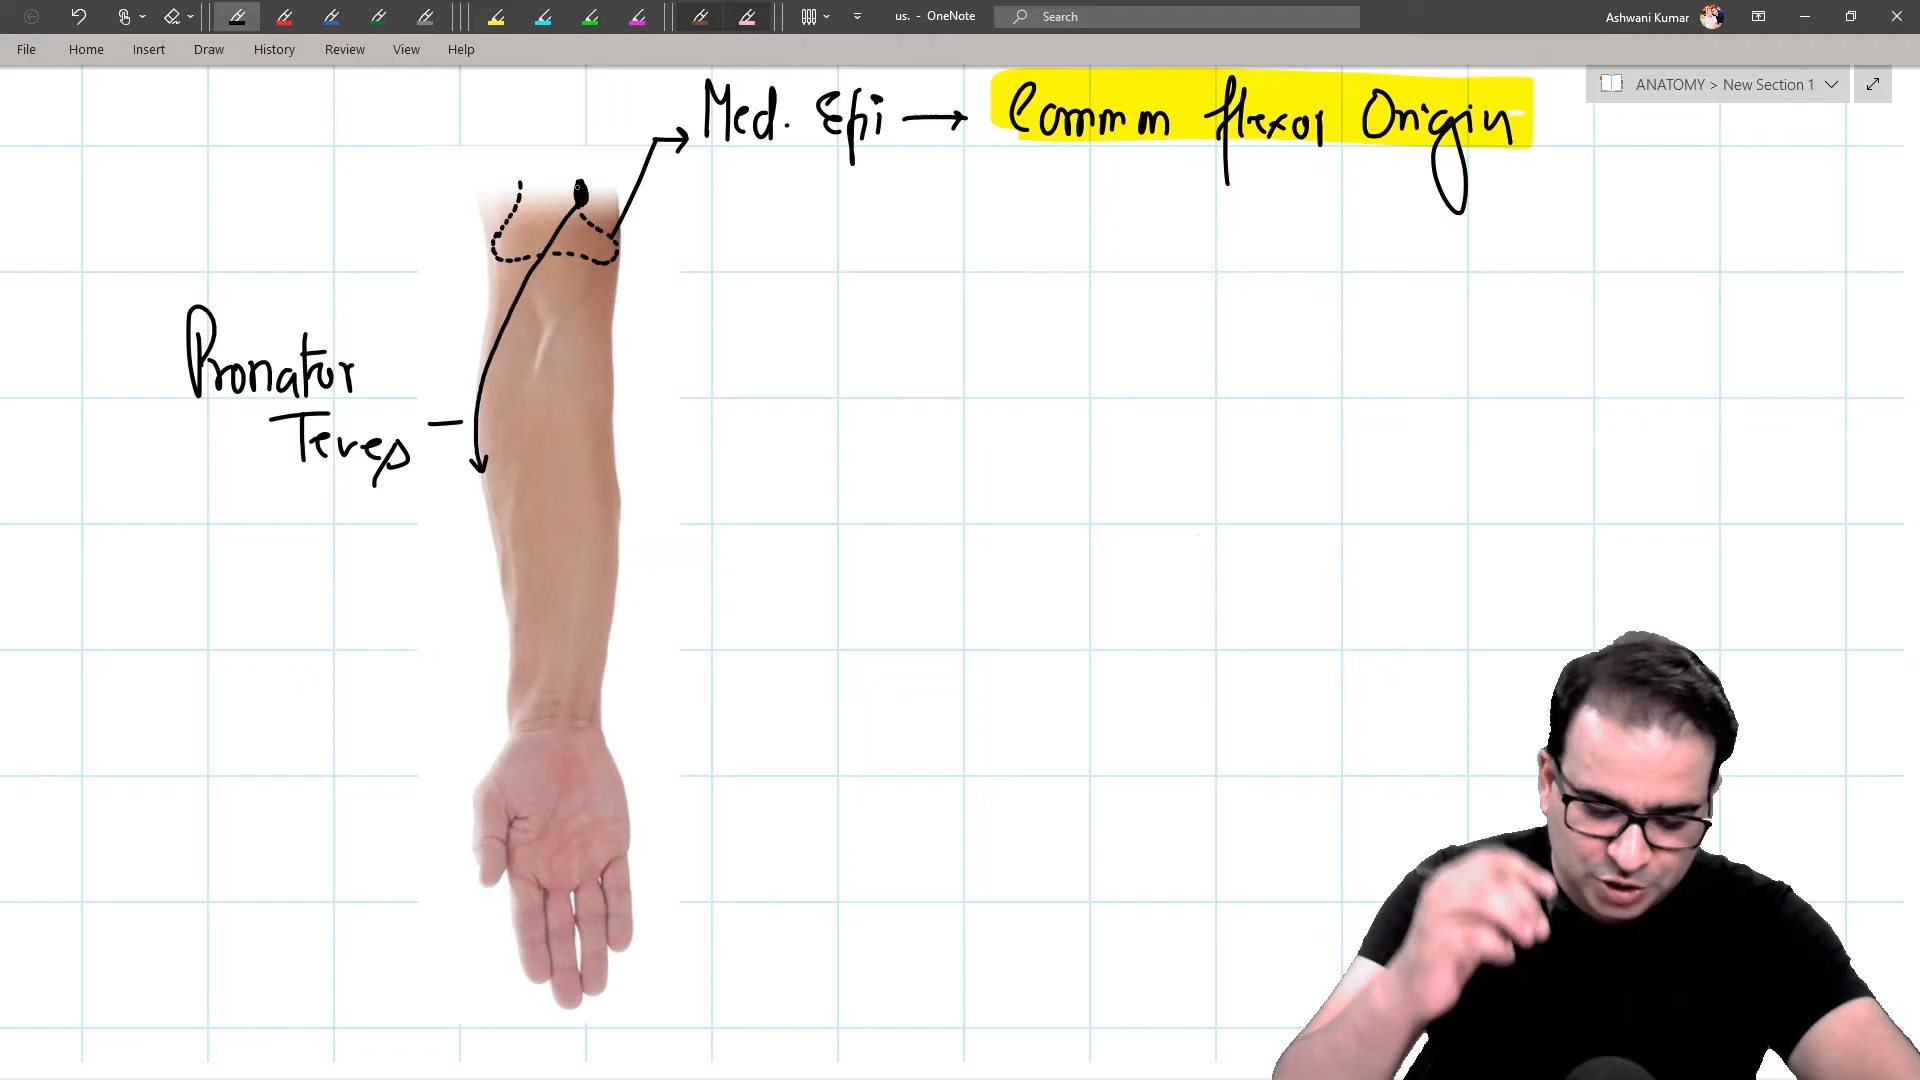 us. - OneNote
Search
Ashwani Kumar
File Home Insert Draw History Review View Help
ANATOMY > New Section 1
Med. Epi → Common flexor Origin
Pronator
Teres